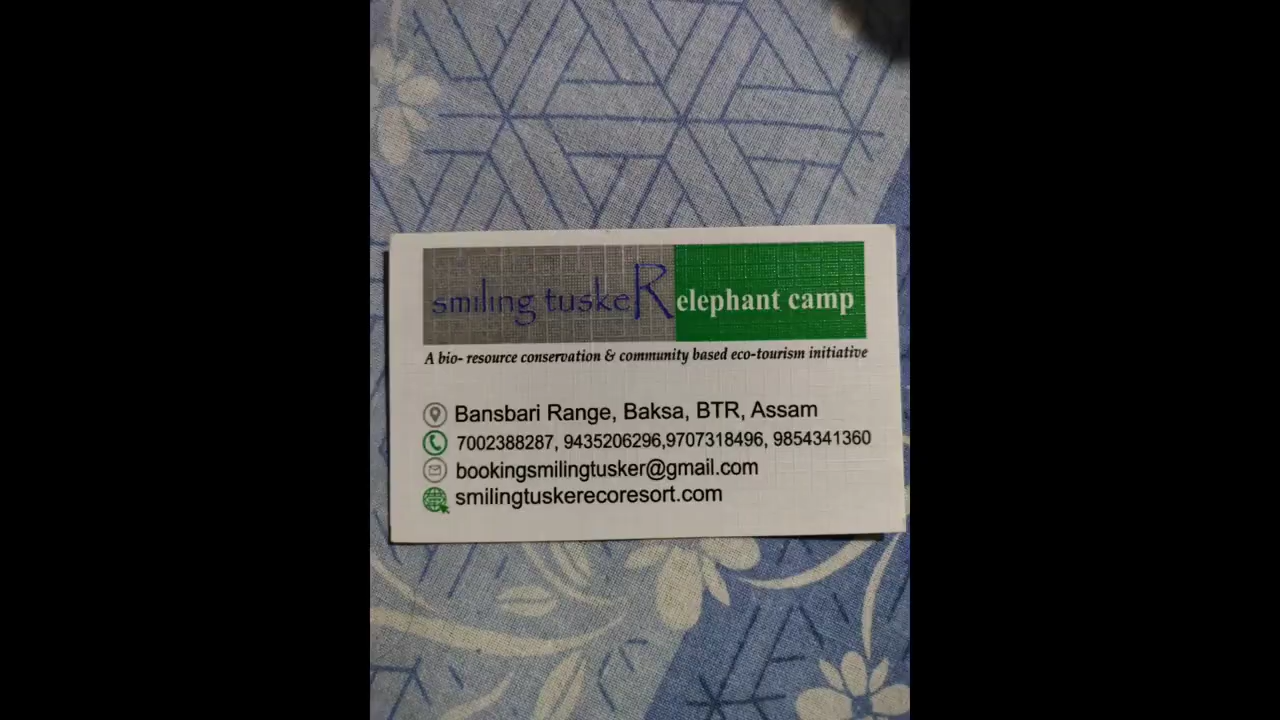 smiling tuskeR elephant camp
A bio- resource conservation & community based eco-tourism initiative
Bansbari Range, Baksa, BTR, Assam
7002388287, 9435206296,9707318496, 9854341360
bookingsmilingtusker@gmail.com
smilingtuskerecoresort.com